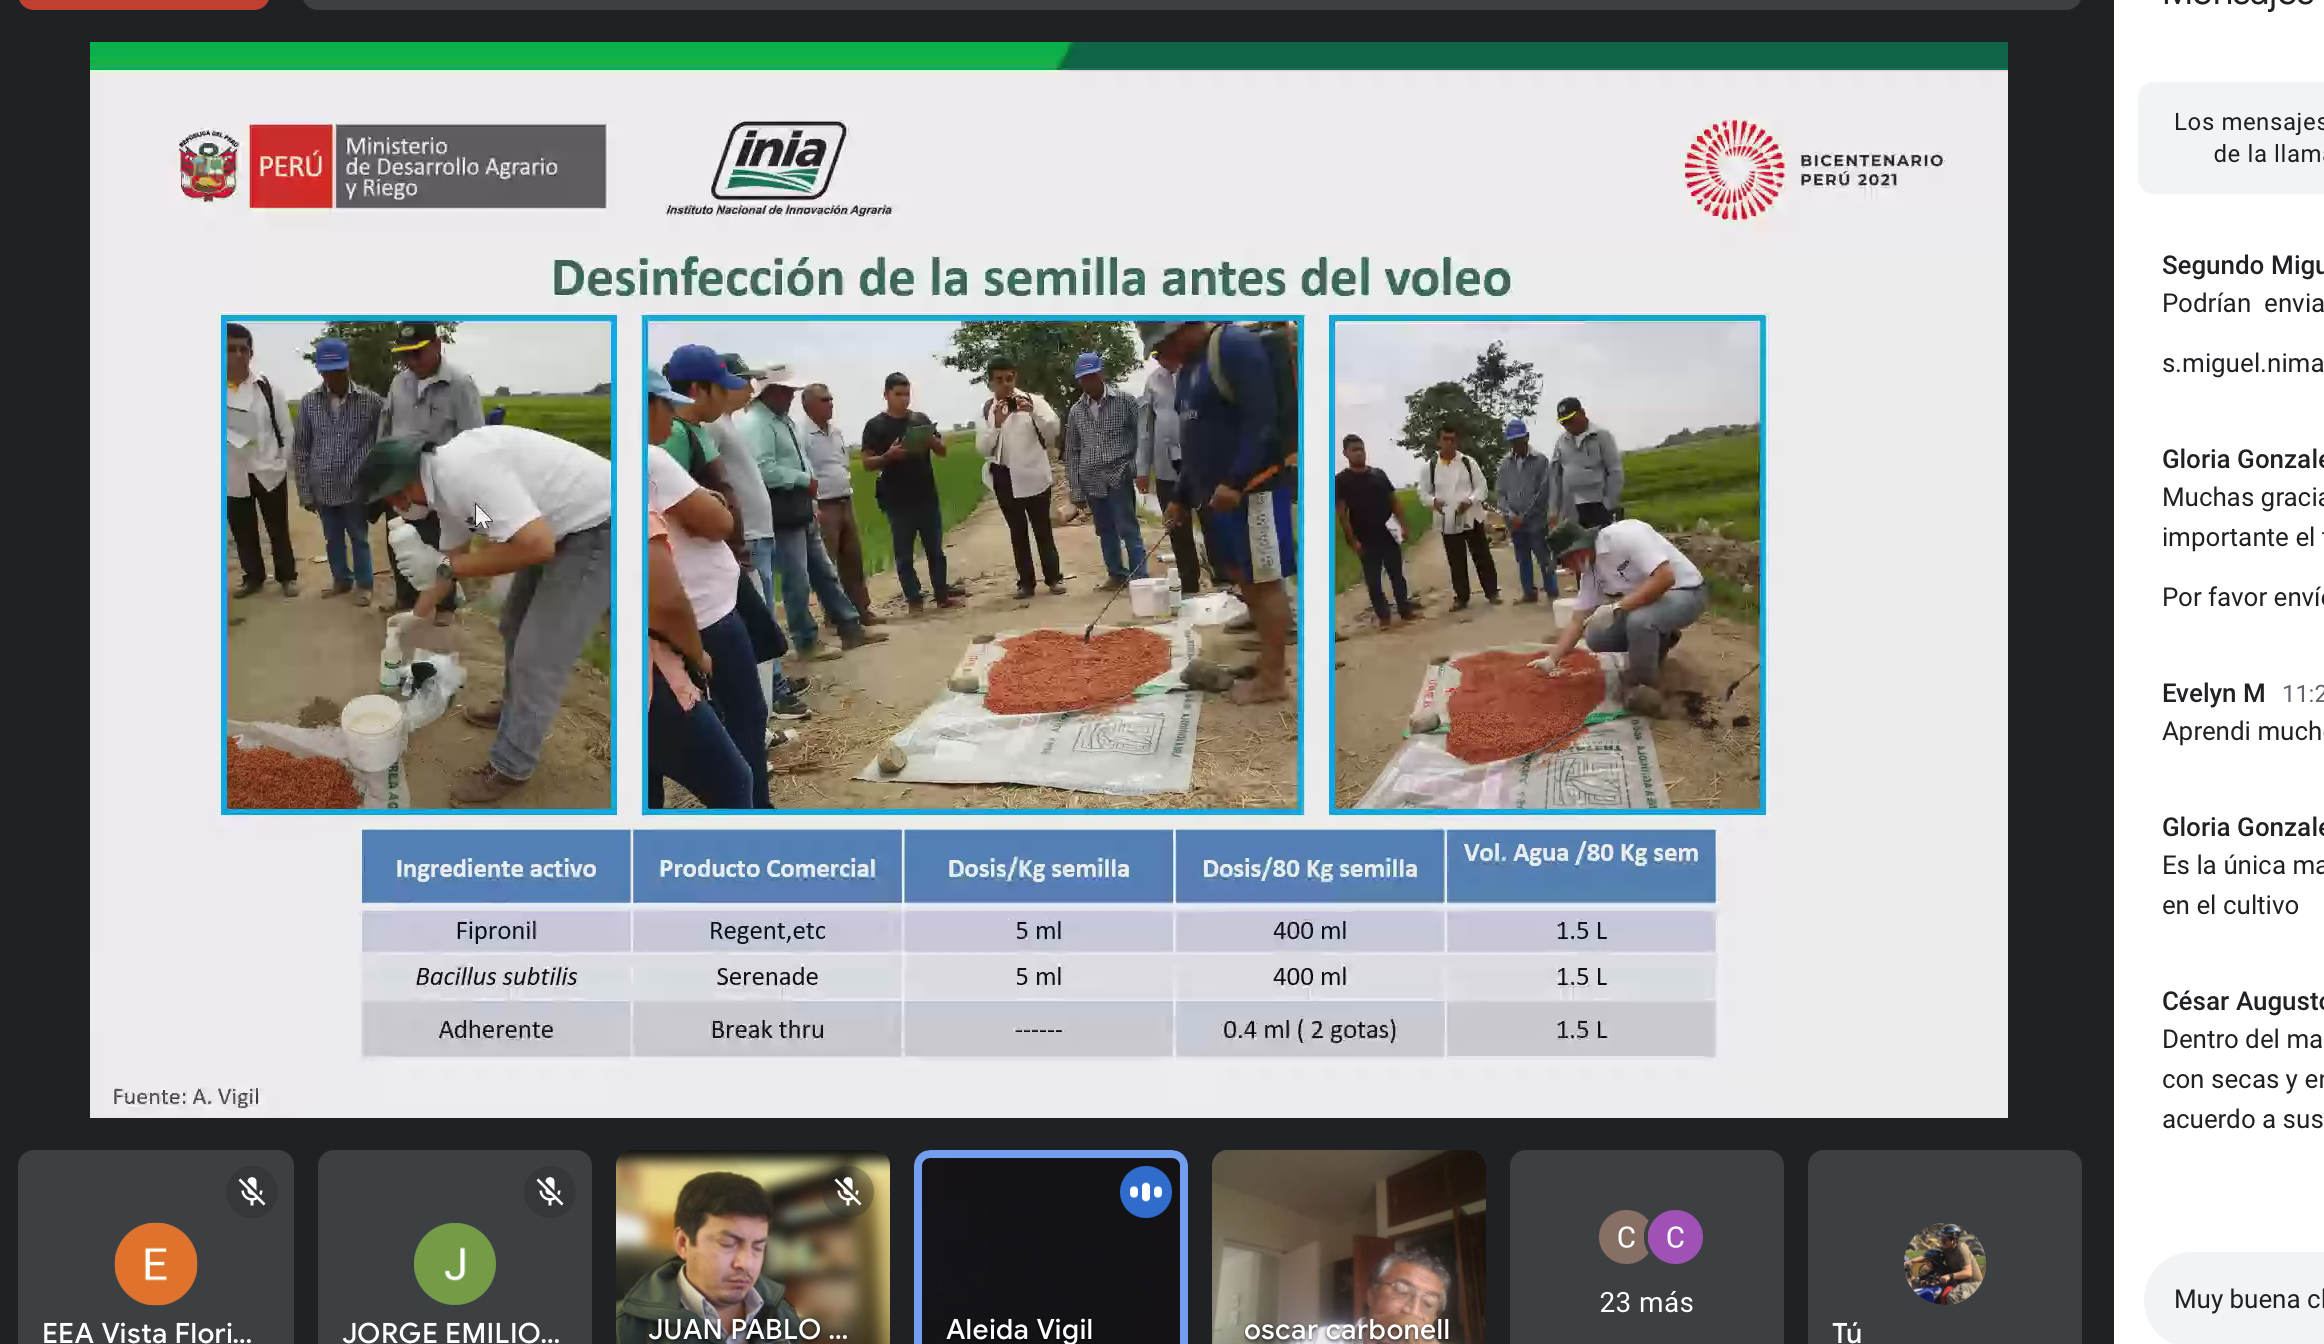 Mensajes
PERÚ
Ministerio
de Desarrollo Agrario
y Riego
inia
Instituto Nacional de Innovación Agraria
BICENTENARIO
PERÚ 2021
Desinfección de la semilla antes del voleo
Ingrediente activo Producto Comercial Dosis/Kg semilla Dosis/80 Kg semilla Vol. Agua /80 Kg sem
Fipronil Regent,etc 5 ml 400 ml 1.5 L
Bacillus subtilis Serenade 5 ml 400 ml 1.5 L
Adherente Break thru ------ 0.4 ml ( 2 gotas) 1.5 L
Fuente: A. Vigil
E
EEA Vista Flori...
J
JORGE EMILIO...
JUAN PABLO ...
Aleida Vigil
oscar carbonell
C C
23 más
Tú
Los mensajes
de la llam
Segundo Migu
Podrían envia
s.miguel.nima
Gloria Gonzale
Muchas gracia
importante el
Por favor enví
Evelyn M 11:2
Aprendi much
Gloria Gonzale
Es la única ma
en el cultivo
César Augusto
Dentro del ma
con secas y e
acuerdo a sus
Muy buena c